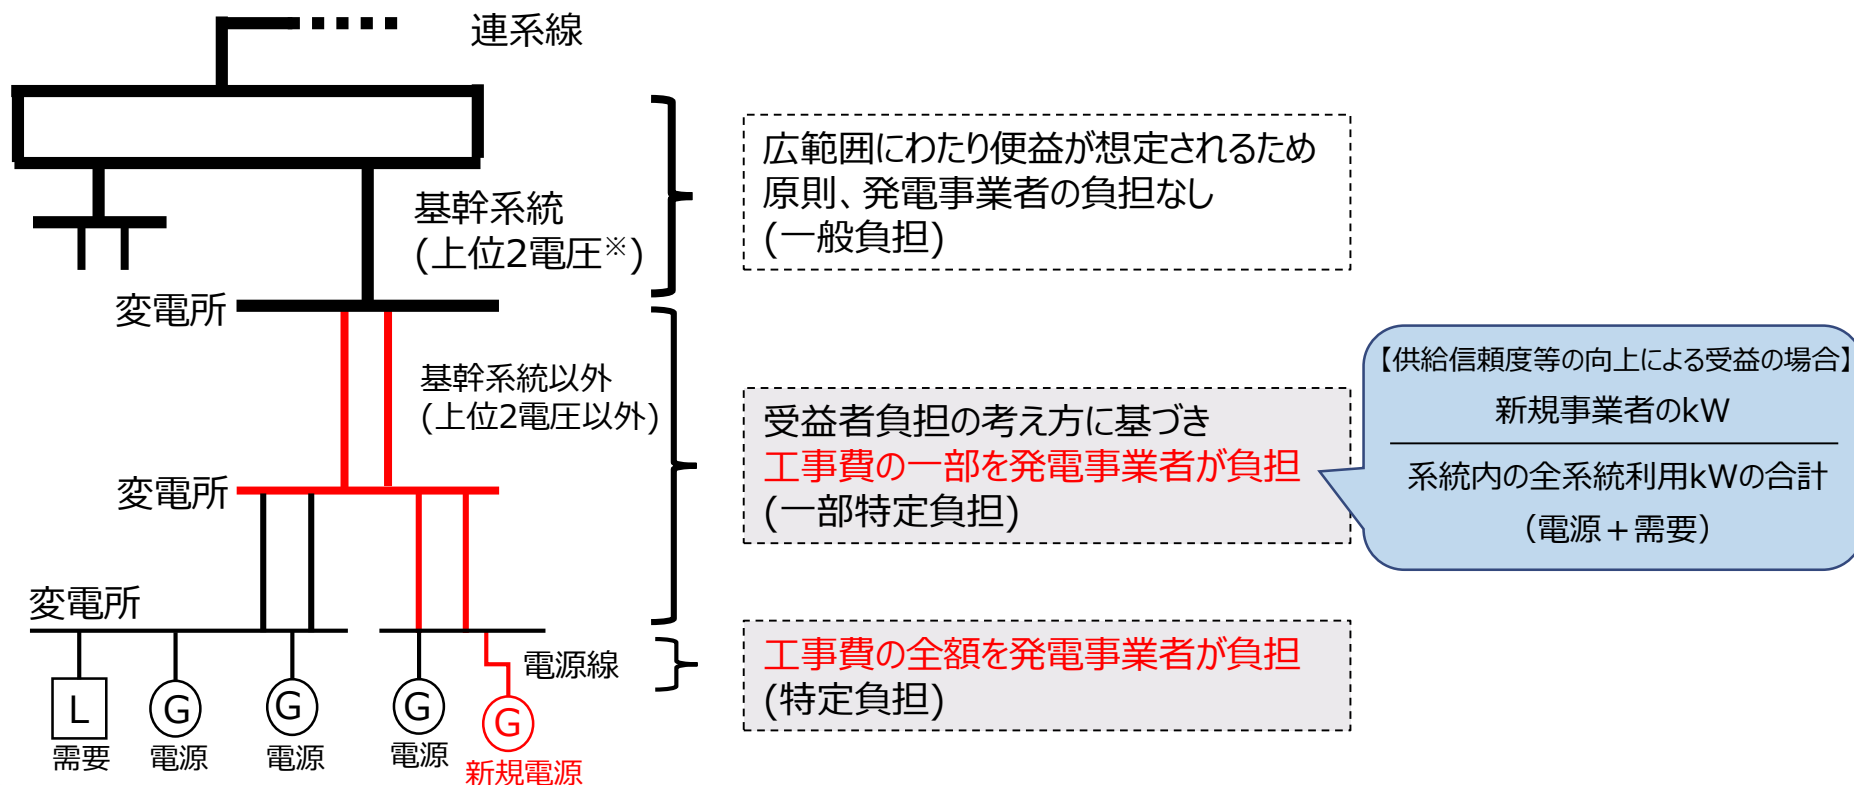 連系線
広範囲にわたり便益が想定されるため
原則、発電事業者の負担なし
(一般負担)
基幹系統
(上位2電圧※)
変電所
基幹系統以外
(上位2電圧以外)
受益者負担の考え方に基づき
工事費の一部を発電事業者が負担
(一部特定負担)
【供給信頼度等の向上による受益の場合】
新規事業者のkW
系統内の全系統利用kWの合計
(電源+需要)
変電所
変電所
電源線
工事費の全額を発電事業者が負担
(特定負担)
L
G
G
G
G
需要
電源
電源
電源
新規電源